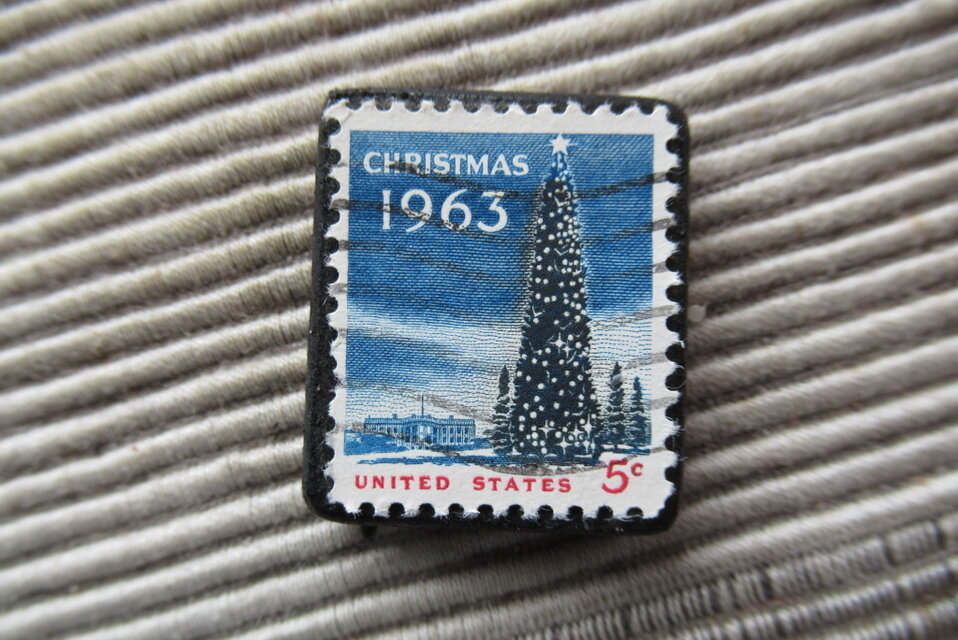 CHRISTMAS
1963
UNITED STATES 5c